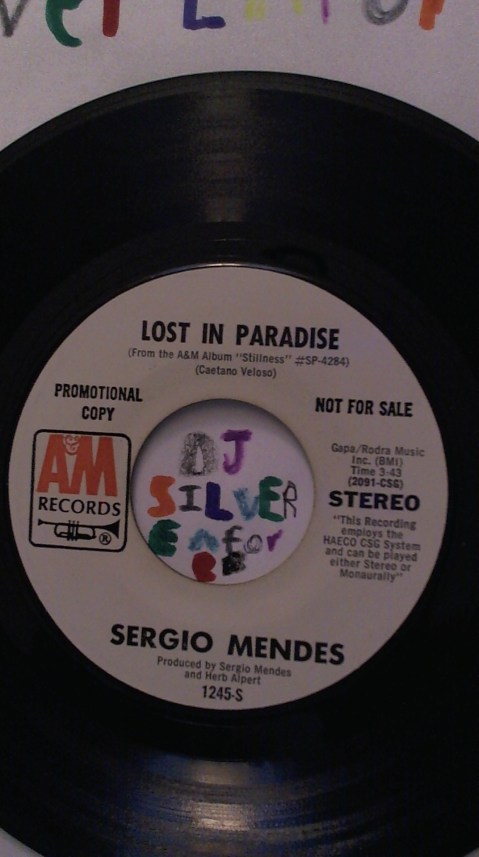 LOST IN PARADISE
(From the A&M Album "Stillness" #SP-4284)
(Caetano Veloso)
PROMOTIONAL
COPY
NOT FOR SALE
A&M
RECORDS
®
DJ
SILVER
EnFor
CER
Gapa/Rodra Music
Inc. (BMI)
Time 3:43
(2091-CSG)
STEREO
"This Recording
employs the
HAECO CSG System
and can be played
either Stereo or
Monaurally"
SERGIO MENDES
Produced by Sergio Mendes
and Herb Alpert
1245-S